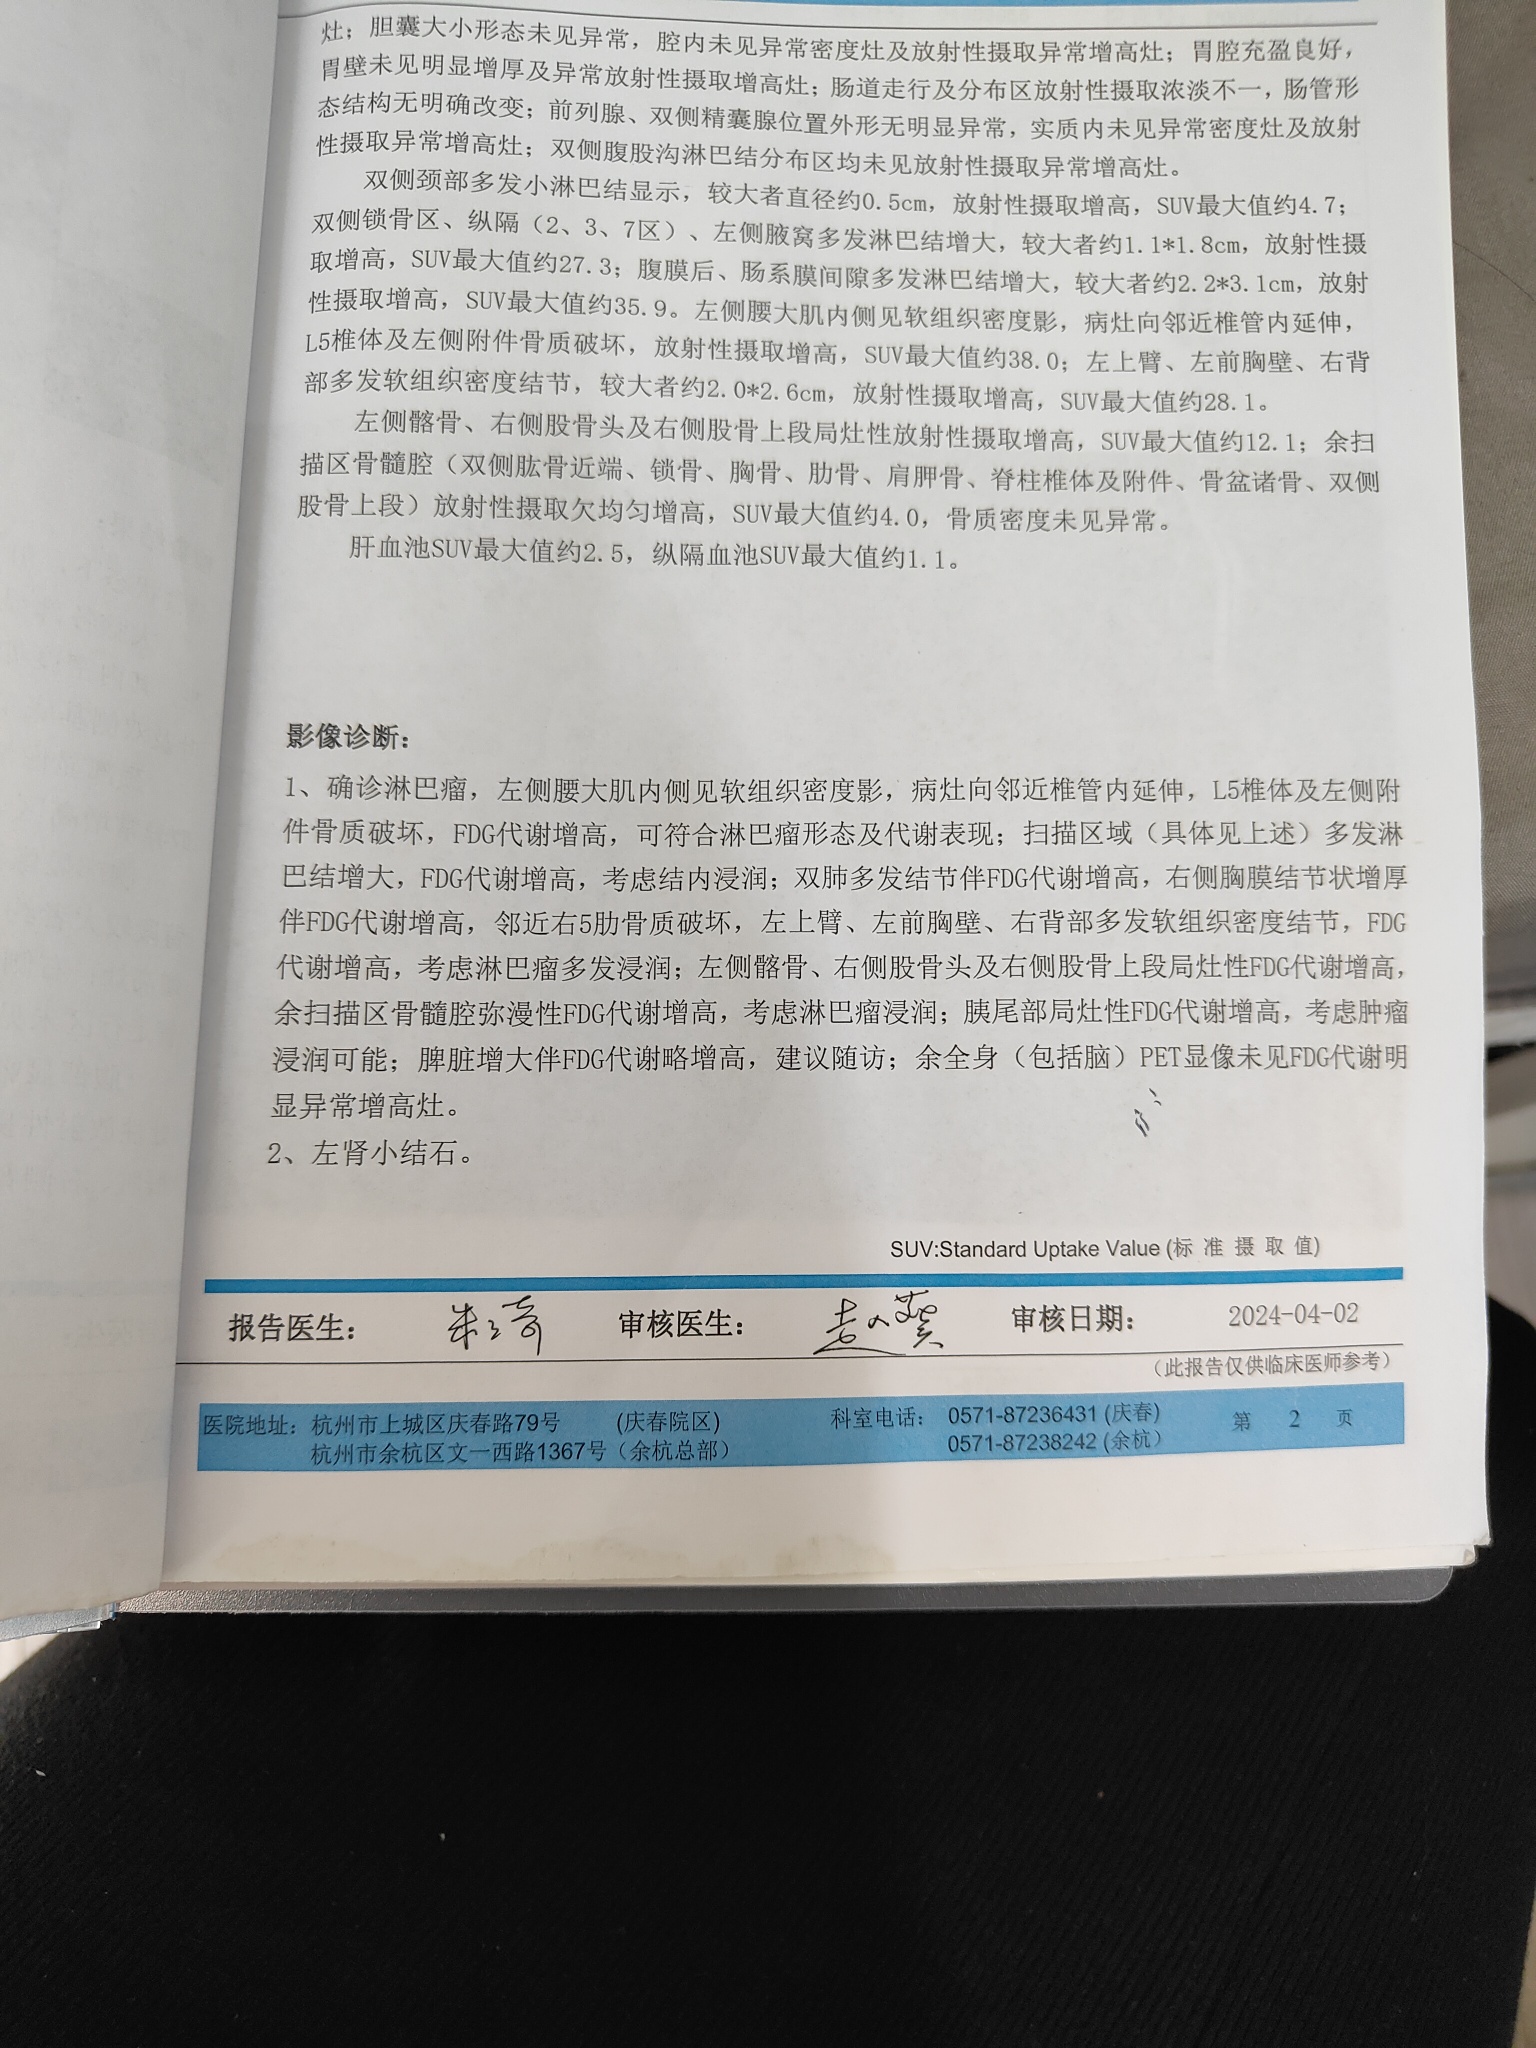 灶；胆囊大小形态未见异常，腔内未见异常密度灶及放射性摄取异常增高灶；胃腔充盈良好，
胃壁未见明显增厚及异常放射性摄取增高灶；肠道走行及分布区放射性摄取浓淡不一，肠管形
态结构无明确改变；前列腺、双侧精囊腺位置外形无明显异常，实质内未见异常密度灶及放射
性摄取异常增高灶；双侧腹股沟淋巴结分布区均未见放射性摄取异常增高灶。
双侧颈部多发小淋巴结显示，较大者直径约0.5cm，放射性摄取增高，SUV最大值约4.7；
双侧锁骨区、纵隔（2、3、7区）、左侧腋窝多发淋巴结增大，较大者约1.1*1.8cm，放射性摄
取增高，SUV最大值约27.3；腹膜后、肠系膜间隙多发淋巴结增大，较大者约2.2*3.1cm，放射
性摄取增高，SUV最大值约35.9。左侧腰大肌内侧见软组织密度影，病灶向邻近椎管内延伸，
L5椎体及左侧附件骨质破坏，放射性摄取增高，SUV最大值约38.0；左上臂、左前胸壁、右背
部多发软组织密度结节，较大者约2.0*2.6cm，放射性摄取增高，SUV最大值约28.1。
左侧髂骨、右侧股骨头及右侧股骨上段局灶性放射性摄取增高，SUV最大值约12.1；余扫
描区骨髓腔（双侧肱骨近端、锁骨、胸骨、肋骨、肩胛骨、脊柱椎体及附件、骨盆诸骨、双侧
股骨上段）放射性摄取欠均匀增高，SUV最大值约4.0，骨质密度未见异常。
肝血池SUV最大值约2.5，纵隔血池SUV最大值约1.1。
影像诊断：
1、确诊淋巴瘤，左侧腰大肌内侧见软组织密度影，病灶向邻近椎管内延伸，L5椎体及左侧附
件骨质破坏，FDG代谢增高，可符合淋巴瘤形态及代谢表现；扫描区域（具体见上述）多发淋
巴结增大，FDG代谢增高，考虑结内浸润；双肺多发结节伴FDG代谢增高，右侧胸膜结节状增厚
伴FDG代谢增高，邻近右5肋骨质破坏，左上臂、左前胸壁、右背部多发软组织密度结节，FDG
代谢增高，考虑淋巴瘤多发浸润；左侧髂骨、右侧股骨头及右侧股骨上段局灶性FDG代谢增高，
余扫描区骨髓腔弥漫性FDG代谢增高，考虑淋巴瘤浸润；胰尾部局灶性FDG代谢增高，考虑肿瘤
浸润可能；脾脏增大伴FDG代谢略增高，建议随访；余全身（包括脑）PET显像未见FDG代谢明
显异常增高灶。
2、左肾小结石。
SUV:Standard Uptake Value (标 准 摄 取 值)
报告医生： 审核医生： 审核日期： 2024-04-02
（此报告仅供临床医师参考）
医院地址：杭州市上城区庆春路79号 (庆春院区) 科室电话： 0571-87236431 (庆春) 第 2 页
杭州市余杭区文一西路1367号（余杭总部） 0571-87238242 (余杭）